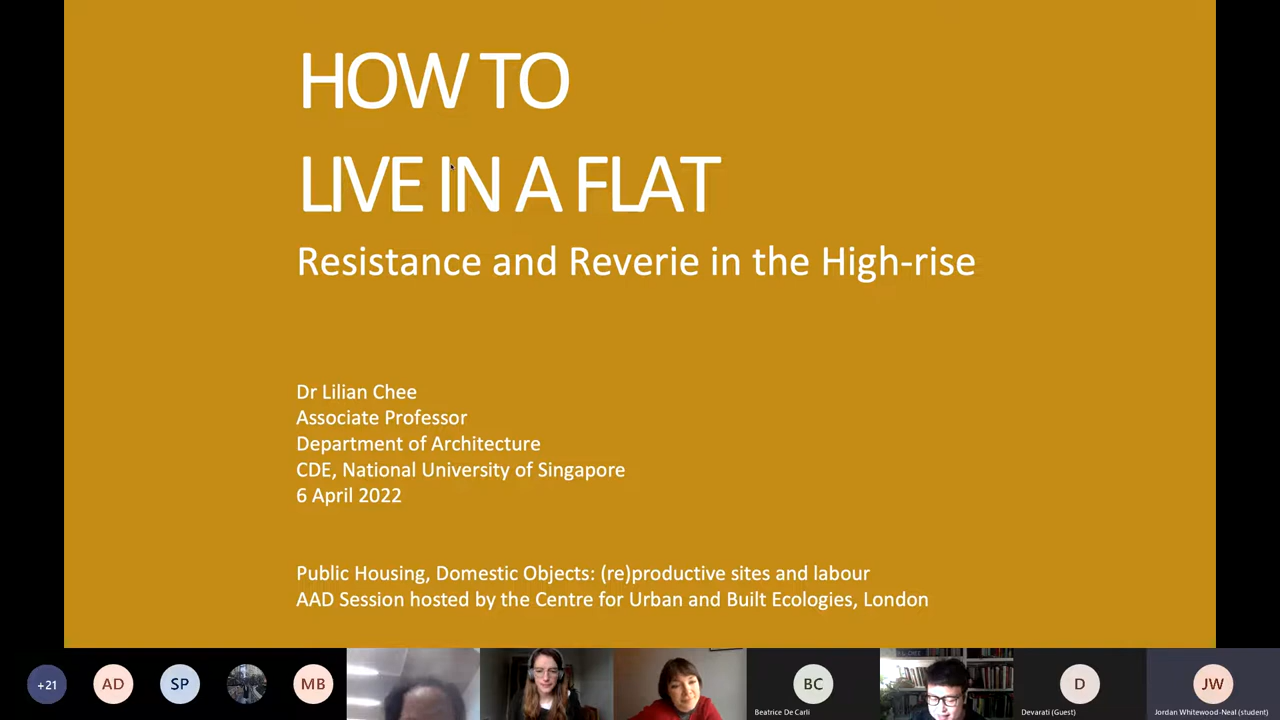 HOW TO
LIVE IN A FLAT
Resistance and Reverie in the High-rise
Dr Lilian Chee
Associate Professor
Department of Architecture
CDE, National University of Singapore
6 April 2022
Public Housing, Domestic Objects: (re)productive sites and labour
AAD Session hosted by the Centre for Urban and Built Ecologies, London
+21
AD
SP
MB
BC
D
JW
Beatrice De Carli
Devarati (Guest)
Jordan Whitewood-Neal (student)